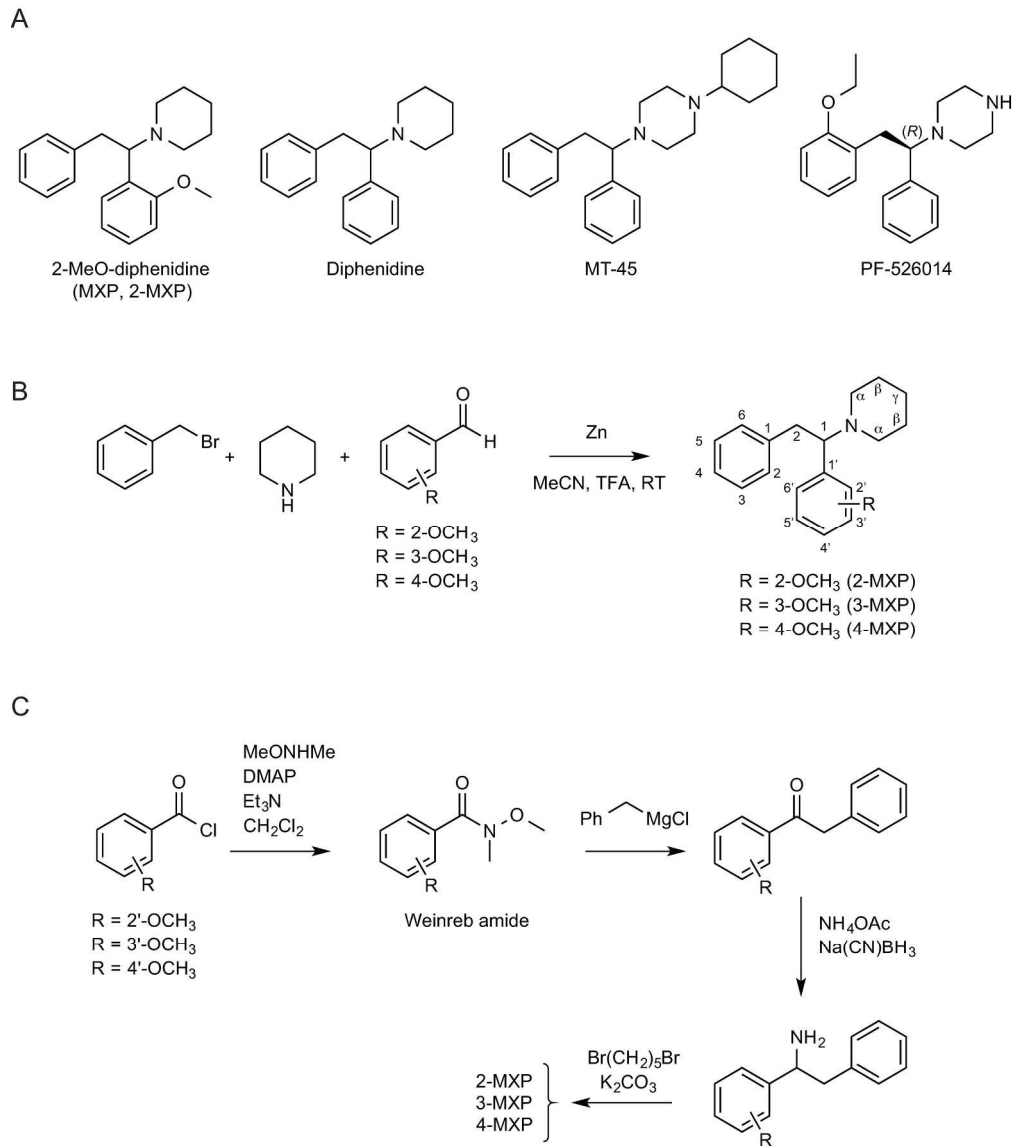 A
N
O
2-MeO-diphenidine
(MXP, 2-MXP)
N
Diphenidine
N
N
MT-45
O
(R)
N
NH
PF-526014
B
Br
+
N
H
+
O
H
R
R = 2-OCH3
R = 3-OCH3
R = 4-OCH3
Zn
MeCN, TFA, RT
6
5
4
3
2
1
2
1
N
α
β
γ
β
α
1'
6'
5'
4'
3'
2'
R
R = 2-OCH3 (2-MXP)
R = 3-OCH3 (3-MXP)
R = 4-OCH3 (4-MXP)
C
O
Cl
R
R = 2'-OCH3
R = 3'-OCH3
R = 4'-OCH3
MeONHMe
DMAP
Et3N
CH2Cl2
O
N
O
R
Weinreb amide
Ph
MgCl
O
R
NH4OAc
Na(CN)BH3
NH2
R
Br(CH2)5Br
K2CO3
2-MXP
3-MXP
4-MXP